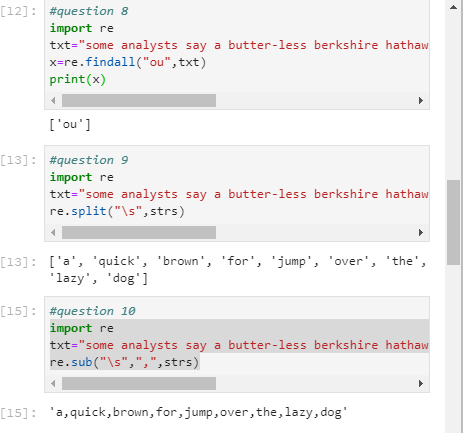 [12]:
#question 8
import re
txt="some analysts say a butter-less berkshire hathaw
x=re.findall("ou",txt)
print(x)
['ou']
[13]:
#question 9
import re
txt="some analysts say a butter-less berkshire hathaw
re.split("\s",strs)
[13]:
['a', 'quick', 'brown', 'for', 'jump', 'over', 'the',
'lazy', 'dog']
[15]:
#question 10
import re
txt="some analysts say a butter-less berkshire hathaw
re.sub("\s",",",strs)
[15]:
'a,quick,brown,for,jump,over,the,lazy,dog'